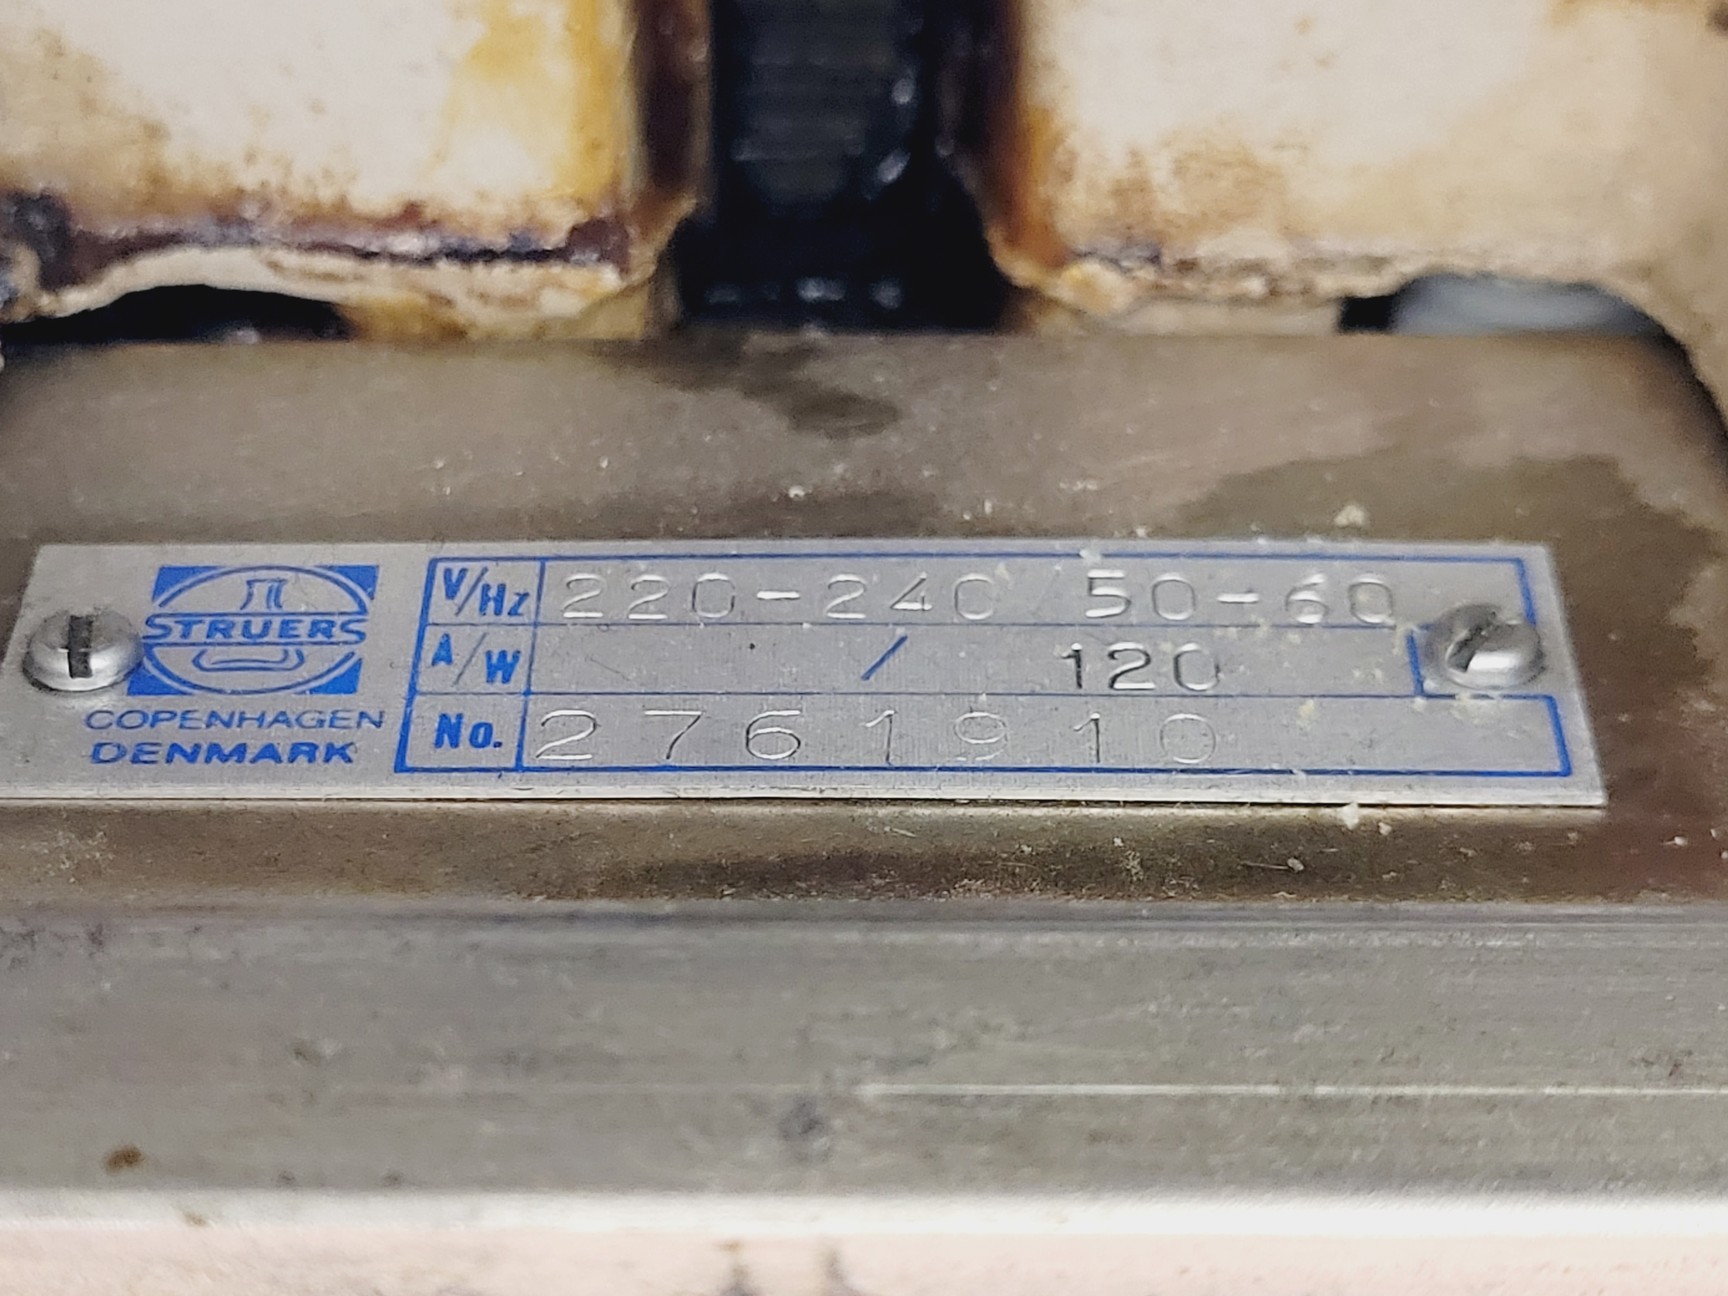 STRUERS
COPENHAGEN
DENMARK
V/Hz 220-240/50-60
A/W / 120
No. 2761910